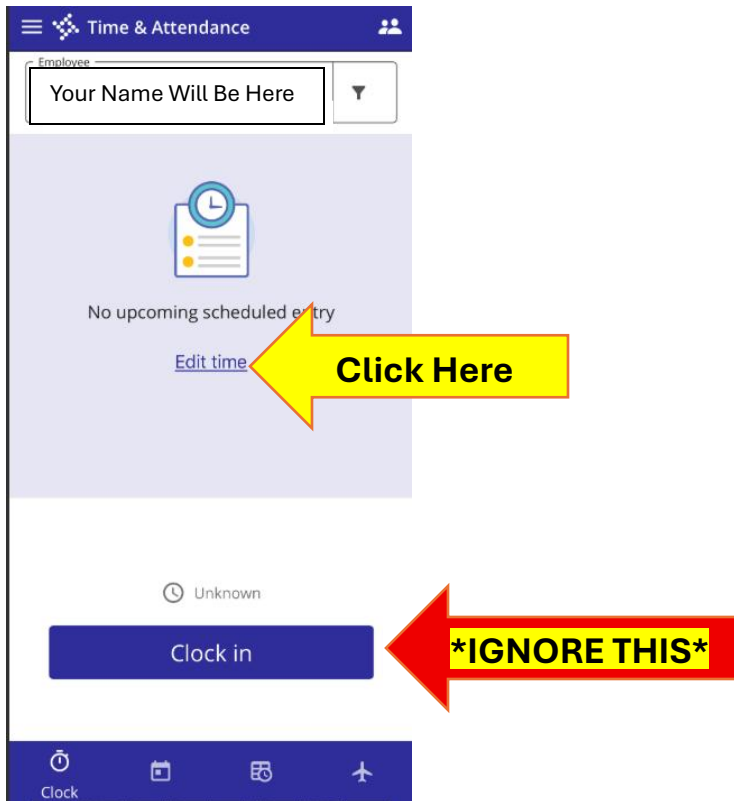 Time & Attendance
Employee
Your Name Will Be Here
No upcoming scheduled entry
Edit time
Click Here
Unknown
Clock in
*IGNORE THIS*
Clock